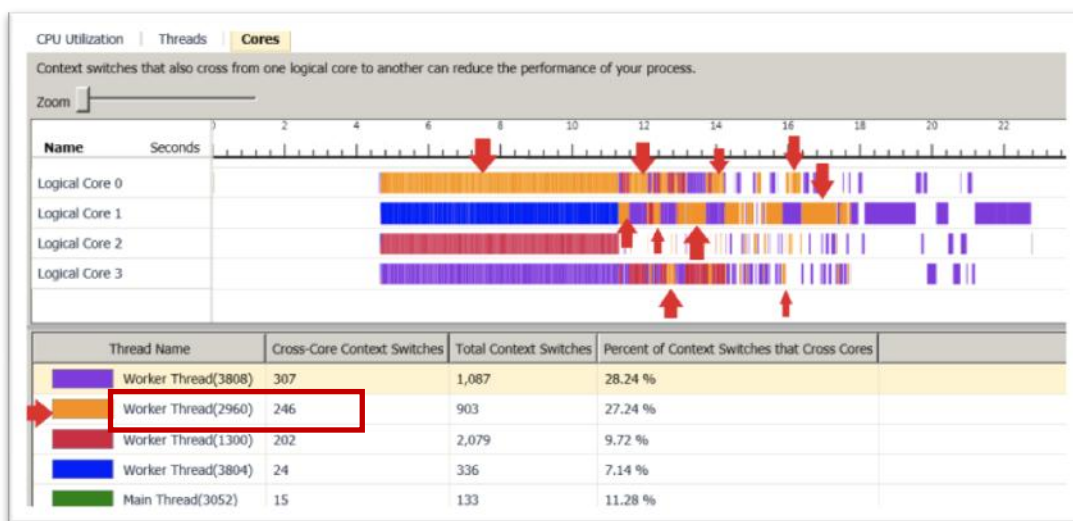 CPU Utilization | Threads | Cores
Context switches that also cross from one logical core to another can reduce the performance of your process.
Zoom
Name Seconds 0 2 4 6 8 10 12 14 16 18 20 22
Logical Core 0
Logical Core 1
Logical Core 2
Logical Core 3
Thread Name Cross-Core Context Switches Total Context Switches Percent of Context Switches that Cross Cores
Worker Thread(3808) 307 1,087 28.24 %
Worker Thread(2960) 246 903 27.24 %
Worker Thread(1300) 202 2,079 9.72 %
Worker Thread(3804) 24 336 7.14 %
Main Thread(3052) 15 133 11.28 %